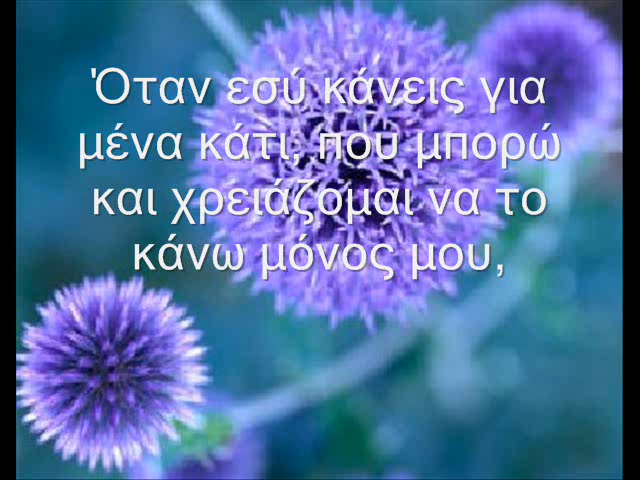 Όταν εσύ κάνεις για
μένα κάτι, που μπορώ
και χρειάζομαι να το
κάνω μόνος μου,